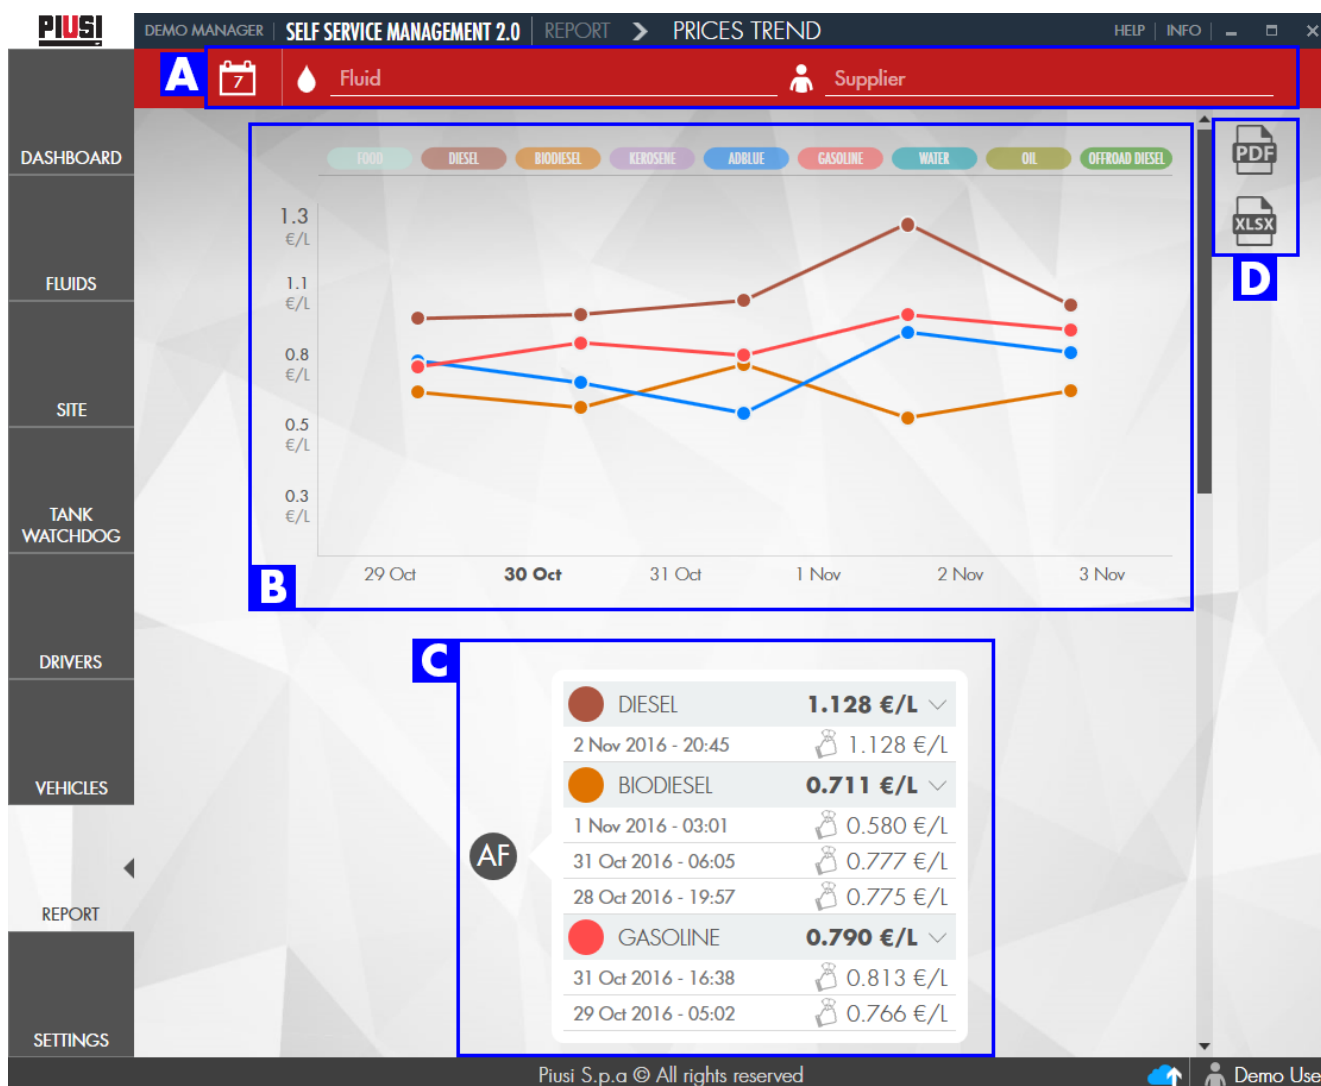 PIUSI
DEMO MANAGER SELF SERVICE MANAGEMENT 2.0 REPORT PRICES TREND HELP INFO
A 7 Fluid Supplier
DASHBOARD
FLUIDS
SITE
TANK
WATCHDOG
DRIVERS
VEHICLES
REPORT
SETTINGS
FOOD DIESEL BIODIESEL KEROSENE ADBLUE GASOLINE WATER OIL OFFROAD DIESEL
1.3
€/L
1.1
€/L
0.8
€/L
0.5
€/L
0.3
€/L
29 Oct 30 Oct 31 Oct 1 Nov 2 Nov 3 Nov
B
PDF
XLSX
D
C
AF
DIESEL 1.128 €/L
2 Nov 2016 - 20:45 1.128 €/L
BIODIESEL 0.711 €/L
1 Nov 2016 - 03:01 0.580 €/L
31 Oct 2016 - 06:05 0.777 €/L
28 Oct 2016 - 19:57 0.775 €/L
GASOLINE 0.790 €/L
31 Oct 2016 - 16:38 0.813 €/L
29 Oct 2016 - 05:02 0.766 €/L
Piusi S.p.a © All rights reserved Demo Use